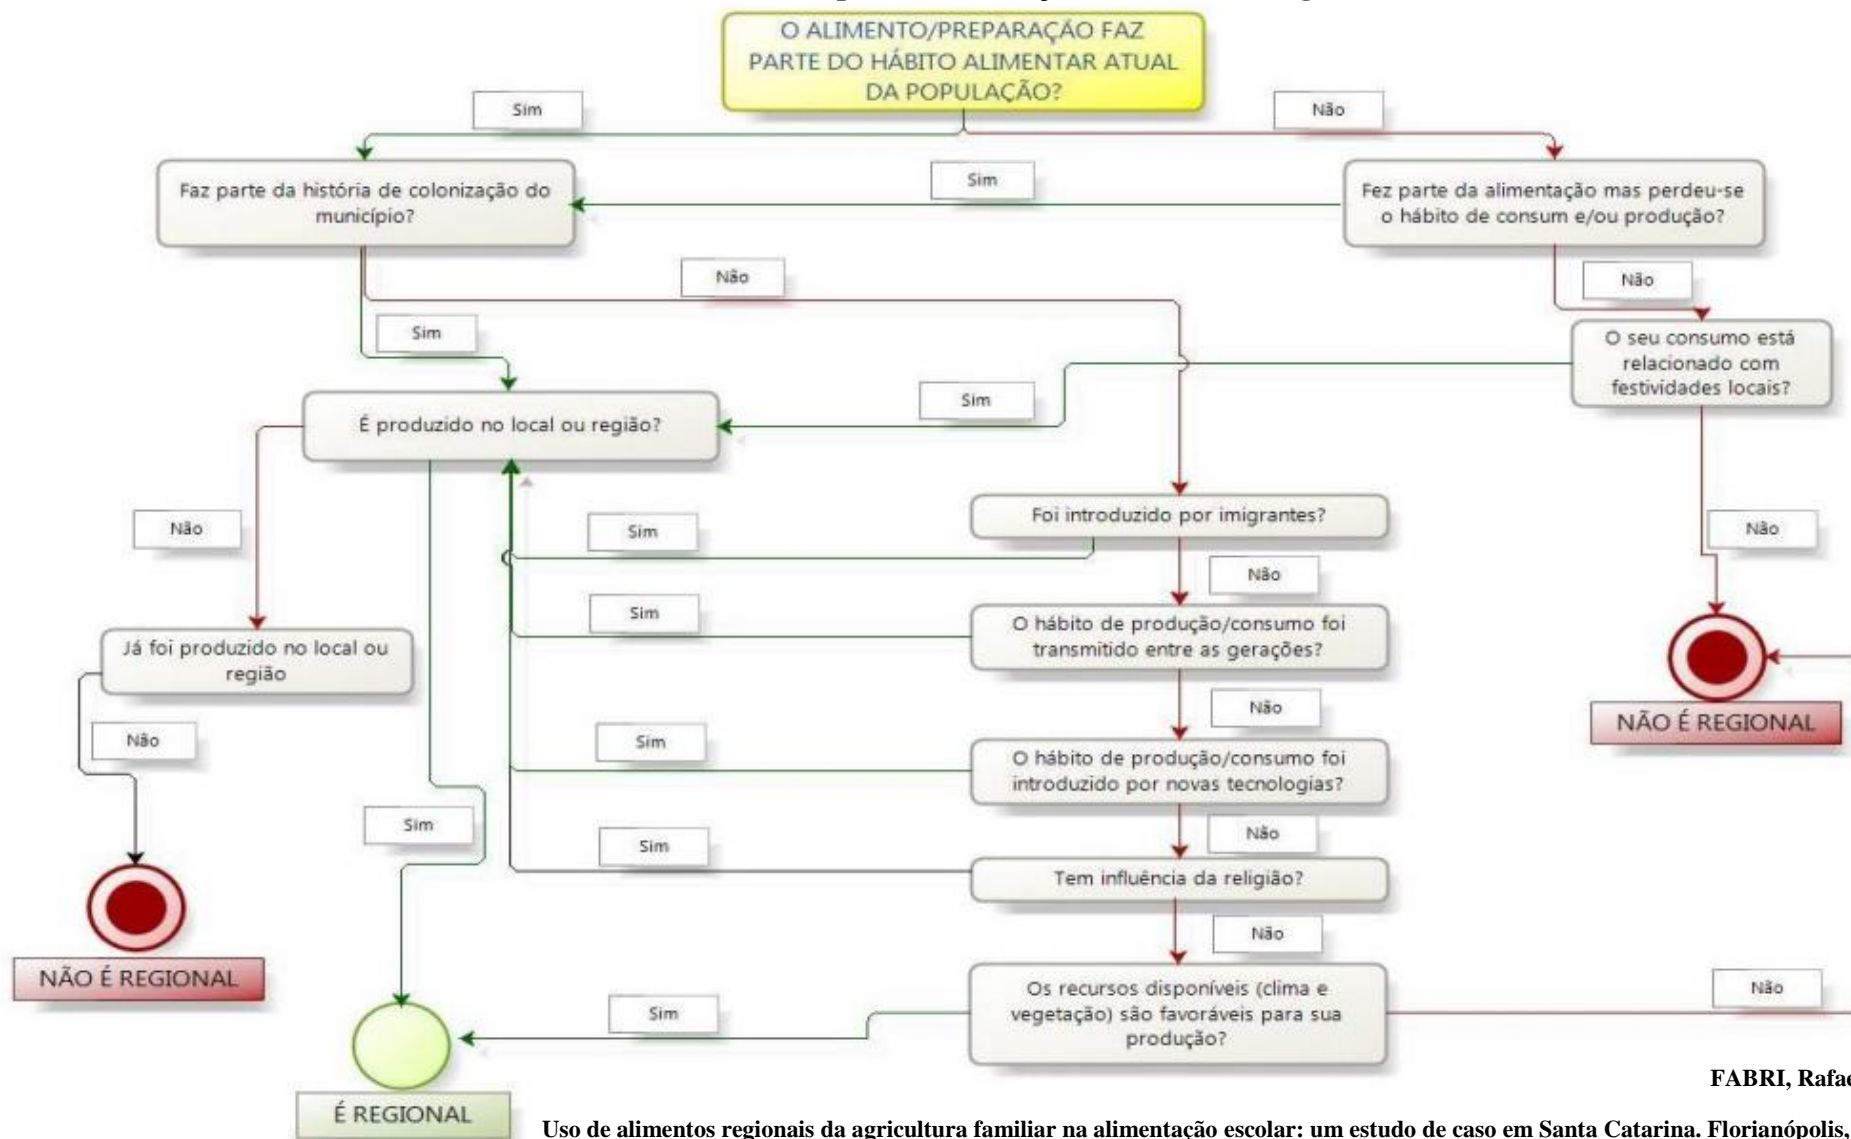 O ALIMENTO/PREPARAÇÃO FAZ
PARTE DO HÁBITO ALIMENTAR ATUAL
DA POPULAÇÃO?
Sim
Não
Faz parte da história de colonização do
município?
Sim
Fez parte da alimentação mas perdeu-se
o hábito de consum e/ou produção?
Não
Não
Sim
O seu consumo está
relacionado com
festividades locais?
Sim
É produzido no local ou região?
Não
Sim
Foi introduzido por imigrantes?
Não
Não
Sim
O hábito de produção/consumo foi
transmitido entre as gerações?
Já foi produzido no local ou
região
Não
NÃO É REGIONAL
Não
Sim
O hábito de produção/consumo foi
introduzido por novas tecnologias?
Sim
Não
Sim
Tem influência da religião?
Não
NÃO É REGIONAL
Os recursos disponíveis (clima e
vegetação) são favoráveis para sua
produção?
Não
Sim
É REGIONAL
FABRI, Rafae
Uso de alimentos regionais da agricultura familiar na alimentação escolar: um estudo de caso em Santa Catarina. Florianópolis,